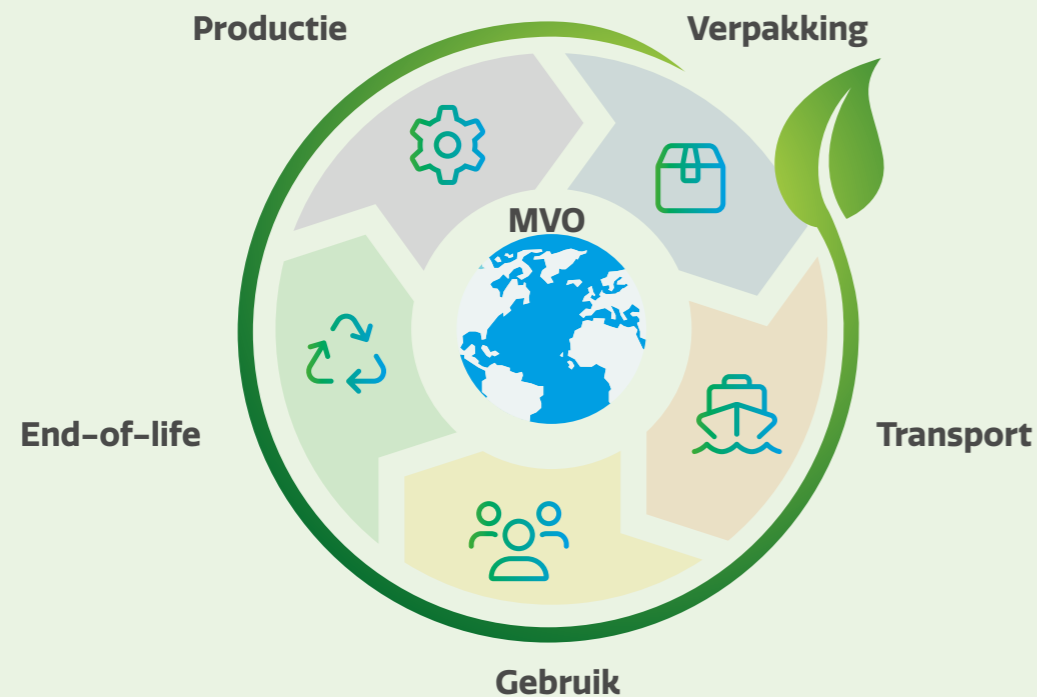 Productie
Verpakking
MVO
End-of-life
Transport
Gebruik